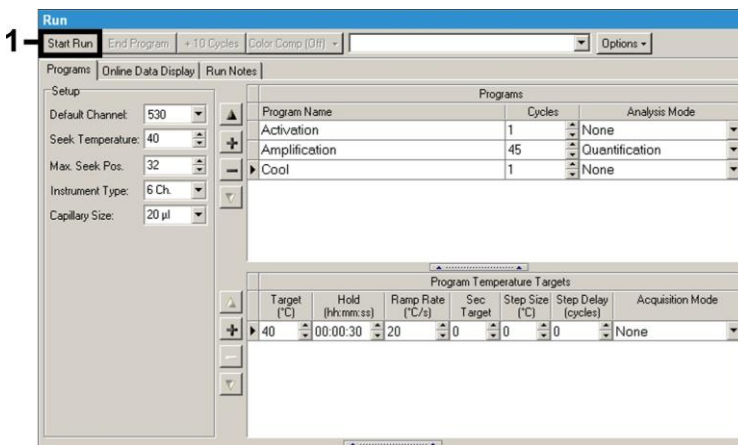 Run
1
Start Run End Program +10 Cycles Color Comp (Off) Options
Programs Online Data Display Run Notes
Setup
Default Channel: 530
Seek Temperature: 40
Max. Seek Pos. 32
Instrument Type: 6 Ch.
Capillary Size: 20 µl
Programs
Program Name Cycles Analysis Mode
Activation 1 None
Amplification 45 Quantification
Cool 1 None
Program Temperature Targets
Target (°C) Hold (hh:mm:ss) Ramp Rate (°C/s) Sec Target Step Size (°C) Step Delay (cycles) Acquisition Mode
40 00:00:30 20 0 0 0 None